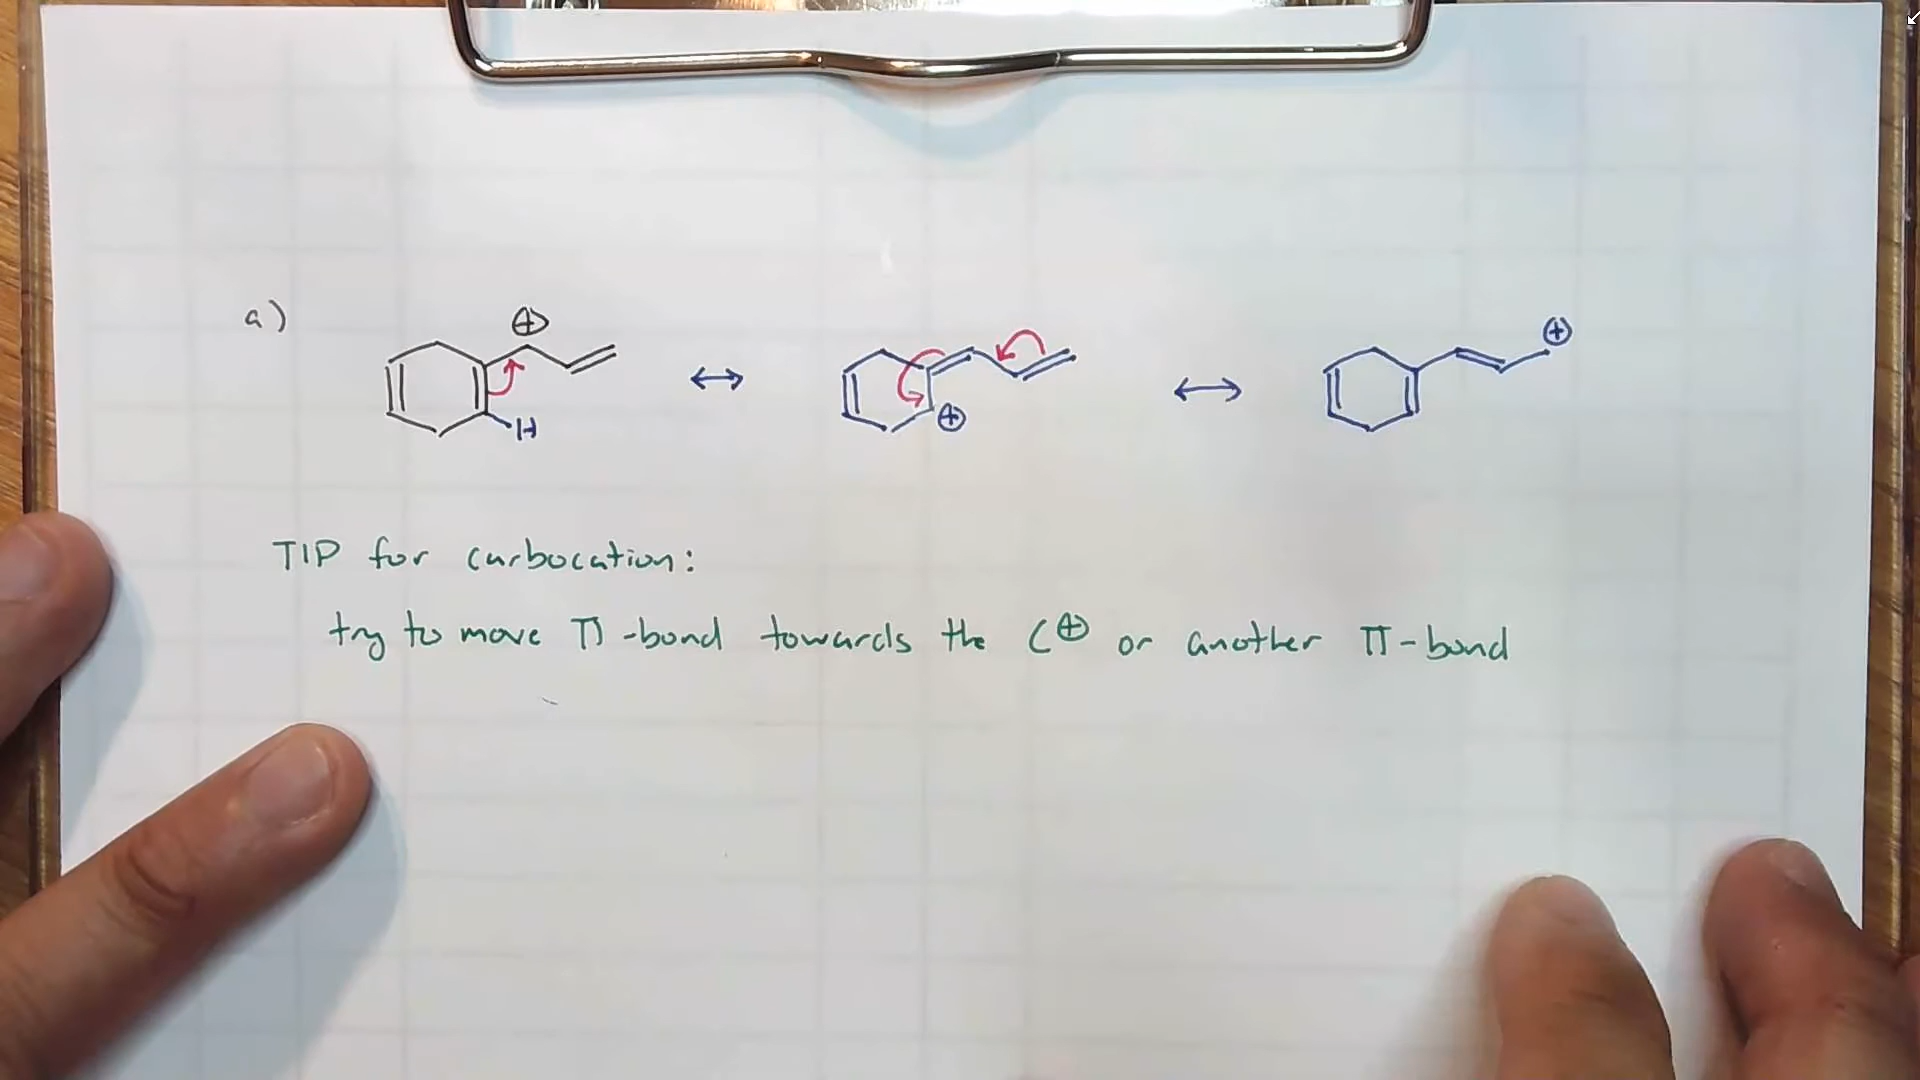 a)
⊕
H
⊕
⊕
TIP for carbocation:
try to move π-bond towards the C⊕ or another π-bond